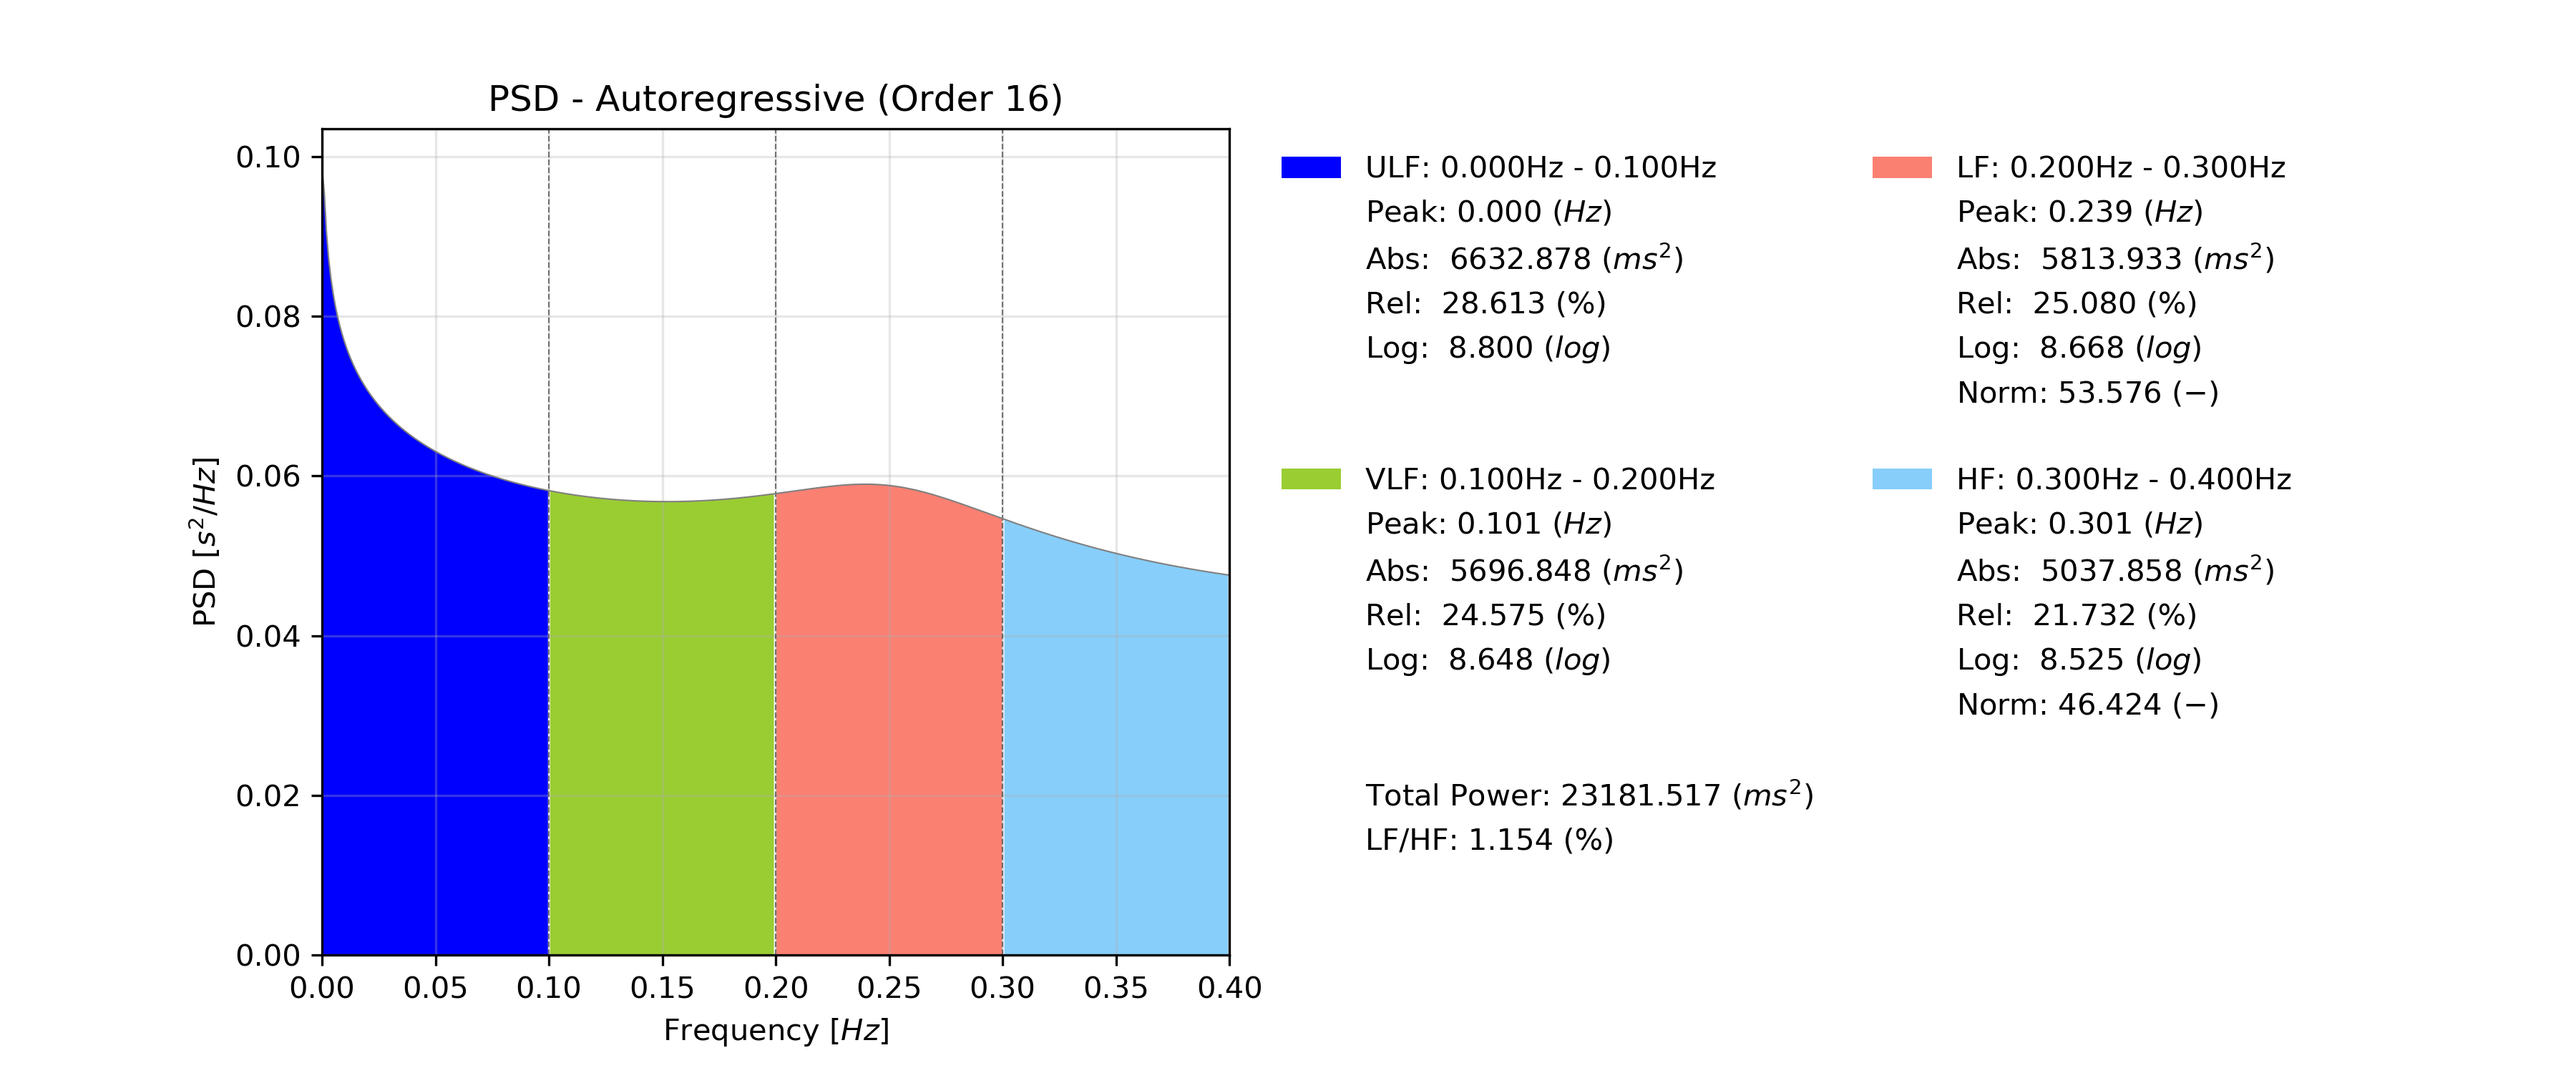 PSD - Autoregressive (Order 16)
PSD [s²/Hz]
0.10
0.08
0.06
0.04
0.02
0.00
0.00 0.05 0.10 0.15 0.20 0.25 0.30 0.35 0.40
Frequency [Hz]
ULF: 0.000Hz - 0.100Hz
Peak: 0.000 (Hz)
Abs: 6632.878 (ms²)
Rel: 28.613 (%)
Log: 8.800 (log)
VLF: 0.100Hz - 0.200Hz
Peak: 0.101 (Hz)
Abs: 5696.848 (ms²)
Rel: 24.575 (%)
Log: 8.648 (log)
Total Power: 23181.517 (ms²)
LF/HF: 1.154 (%)
LF: 0.200Hz - 0.300Hz
Peak: 0.239 (Hz)
Abs: 5813.933 (ms²)
Rel: 25.080 (%)
Log: 8.668 (log)
Norm: 53.576 (−)
HF: 0.300Hz - 0.400Hz
Peak: 0.301 (Hz)
Abs: 5037.858 (ms²)
Rel: 21.732 (%)
Log: 8.525 (log)
Norm: 46.424 (−)